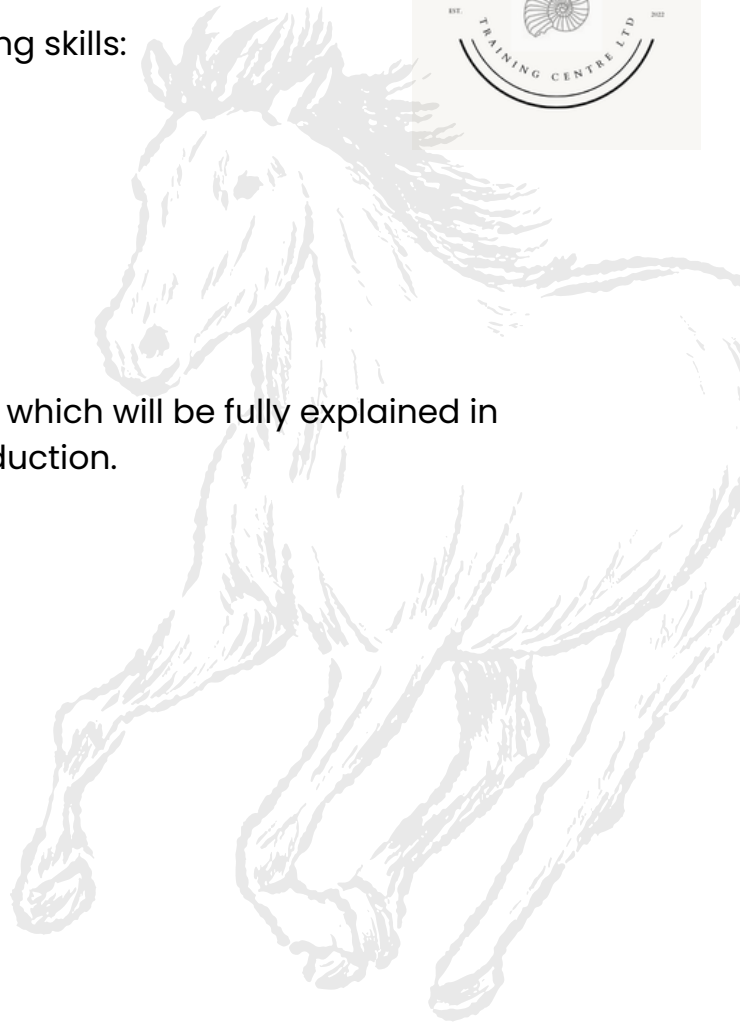 EST. 2022
TRAINING CENTRE LTD
ng skills:
which will be fully explained in
duction.